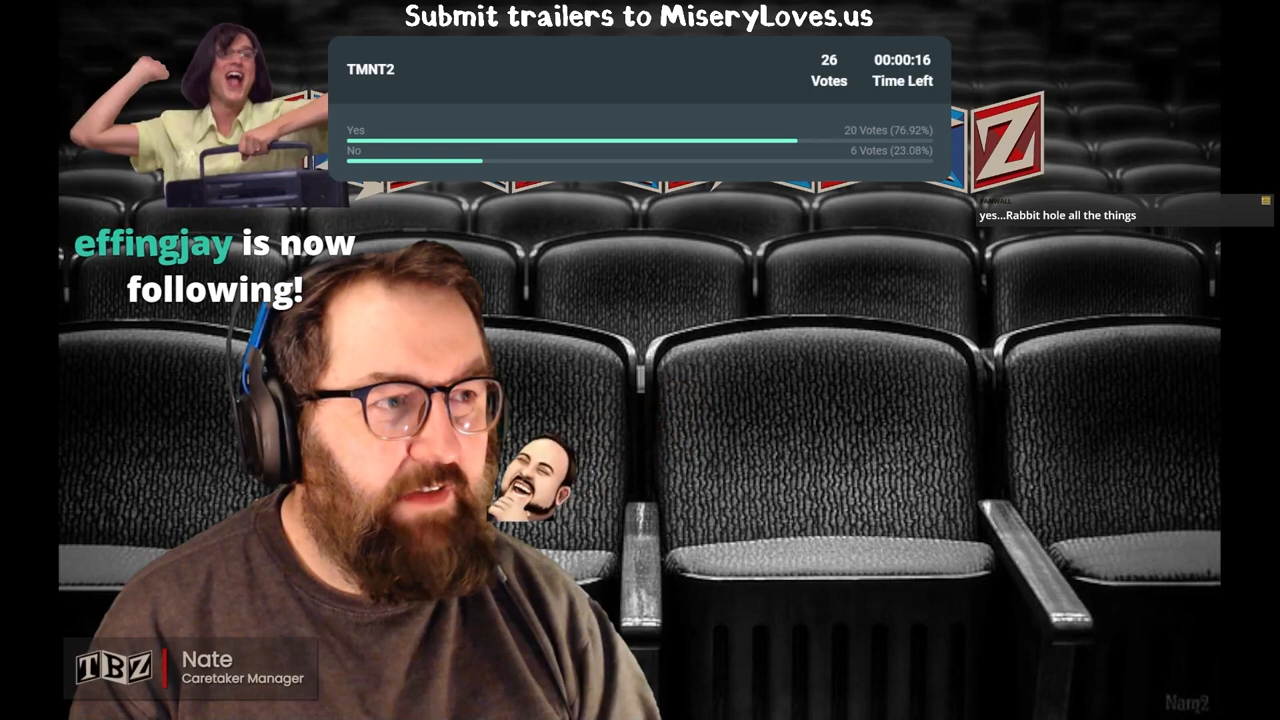 Submit trailers to MiseryLoves.us
TMNT2
26
Votes
00:00:16
Time Left
Yes
20 Votes (76.92%)
No
6 Votes (23.08%)
Z
PANWALL
yes...Rabbit hole all the things
effingjay is now
following!
TBZ
Nate
Caretaker Manager
Nam2